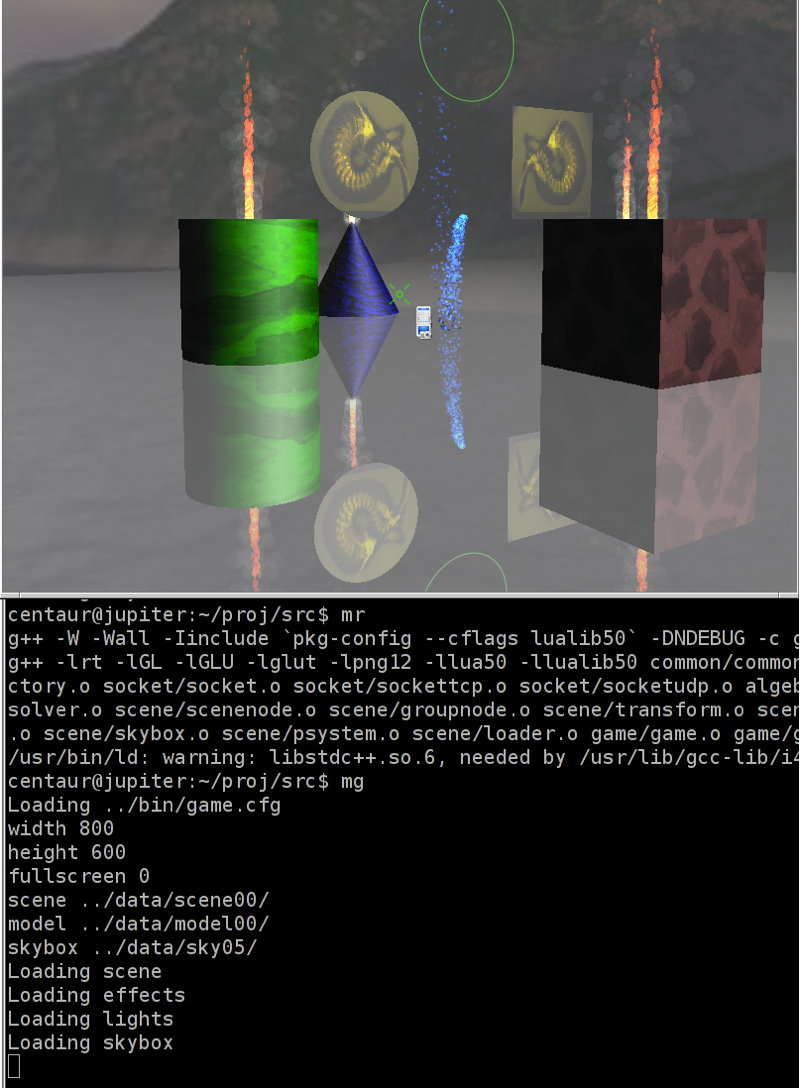 centaur@jupiter:~/proj/src$ mr
g++ -W -Wall -Iinclude `pkg-config --cflags lualib50` -DNDEBUG -c g
g++ -lrt -lGL -lGLU -lglut -lpng12 -llua50 -llualib50 common/common
ctory.o socket/socket.o socket/sockettcp.o socket/socketudp.o algeb
solver.o scene/scenenode.o scene/groupnode.o scene/transform.o scen
.o scene/skybox.o scene/psystem.o scene/loader.o game/game.o game/g
/usr/bin/ld: warning: libstdc++.so.6, needed by /usr/lib/gcc-lib/i4
centaur@jupiter:~/proj/src$ mg
Loading ../bin/game.cfg
width 800
height 600
fullscreen 0
scene ../data/scene00/
model ../data/model00/
skybox ../data/sky05/
Loading scene
Loading effects
Loading lights
Loading skybox